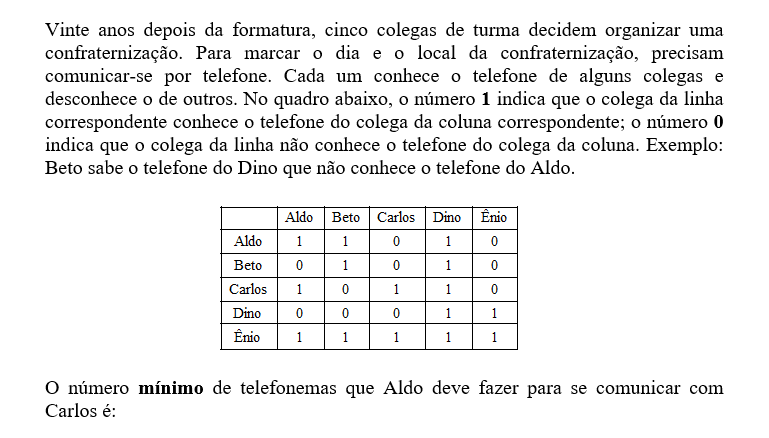 Vinte anos depois da formatura, cinco colegas de turma decidem organizar uma
confraternização. Para marcar o dia e o local da confraternização, precisam
comunicar-se por telefone. Cada um conhece o telefone de alguns colegas e
desconhece o de outros. No quadro abaixo, o número 1 indica que o colega da linha
correspondente conhece o telefone do colega da coluna correspondente; o número 0
indica que o colega da linha não conhece o telefone do colega da coluna. Exemplo:
Beto sabe o telefone do Dino que não conhece o telefone do Aldo.
Aldo Beto Carlos Dino Ênio
Aldo 1 1 0 1 0
Beto 0 1 0 1 0
Carlos 1 0 1 1 0
Dino 0 0 0 1 1
Ênio 1 1 1 1 1
O número mínimo de telefonemas que Aldo deve fazer para se comunicar com
Carlos é: